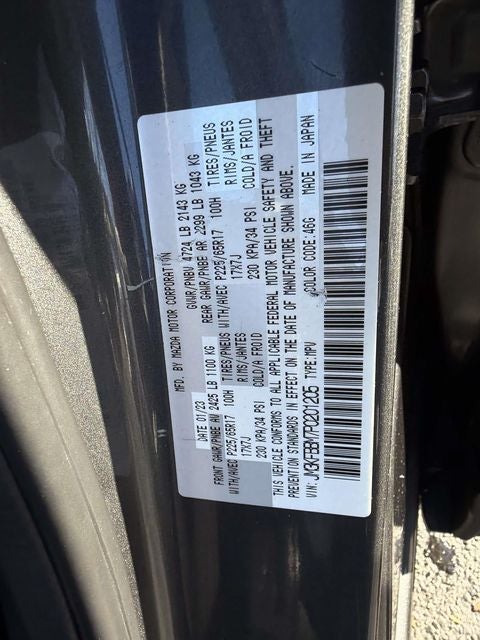 MFD. BY MAZDA MOTOR CORPORATION
DATE 01/23 GVWR/PNBV 4724 LB 2143 KG
FRONT GAWR/PNBE AV 2425 LB 1100 KG REAR GAWR/PNBE AR 2299 LB 1043 KG
WITH/AVEC P225/65R17 100H TIRES/PNEUS WITH/AVEC P225/65R17 100H TIRES/PNEUS
17X7J RIMS/JANTES 17X7J RIMS/JANTES
230 KPA/34 PSI COLD/A FROID 230 KPA/34 PSI COLD/A FROID
THIS VEHICLE CONFORMS TO ALL APPLICABLE FEDERAL MOTOR VEHICLE SAFETY AND THEFT
PREVENTION STANDARDS IN EFFECT ON THE DATE OF MANUFACTURE SHOWN ABOVE.
VIN: JM3KFBBM7P0201205 TYPE: MPV COLOR CODE: 46G MADE IN JAPAN